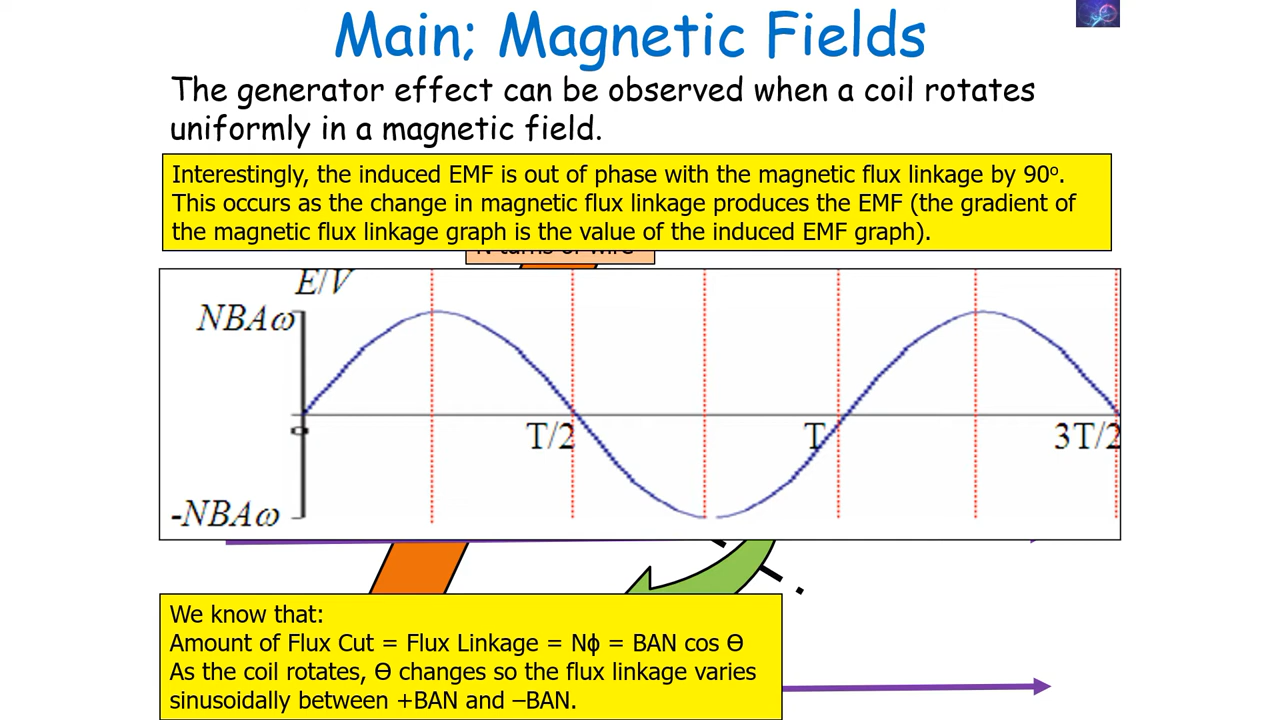 Main; Magnetic Fields
The generator effect can be observed when a coil rotates
uniformly in a magnetic field.
Interestingly, the induced EMF is out of phase with the magnetic flux linkage by 90º.
This occurs as the change in magnetic flux linkage produces the EMF (the gradient of
the magnetic flux linkage graph is the value of the induced EMF graph).
N turns of wire
E/V
NBAω
0
T/2
T
3T/2
-NBAω
We know that:
Amount of Flux Cut = Flux Linkage = Nϕ = BAN cos ϴ
As the coil rotates, ϴ changes so the flux linkage varies
sinusoidally between +BAN and –BAN.